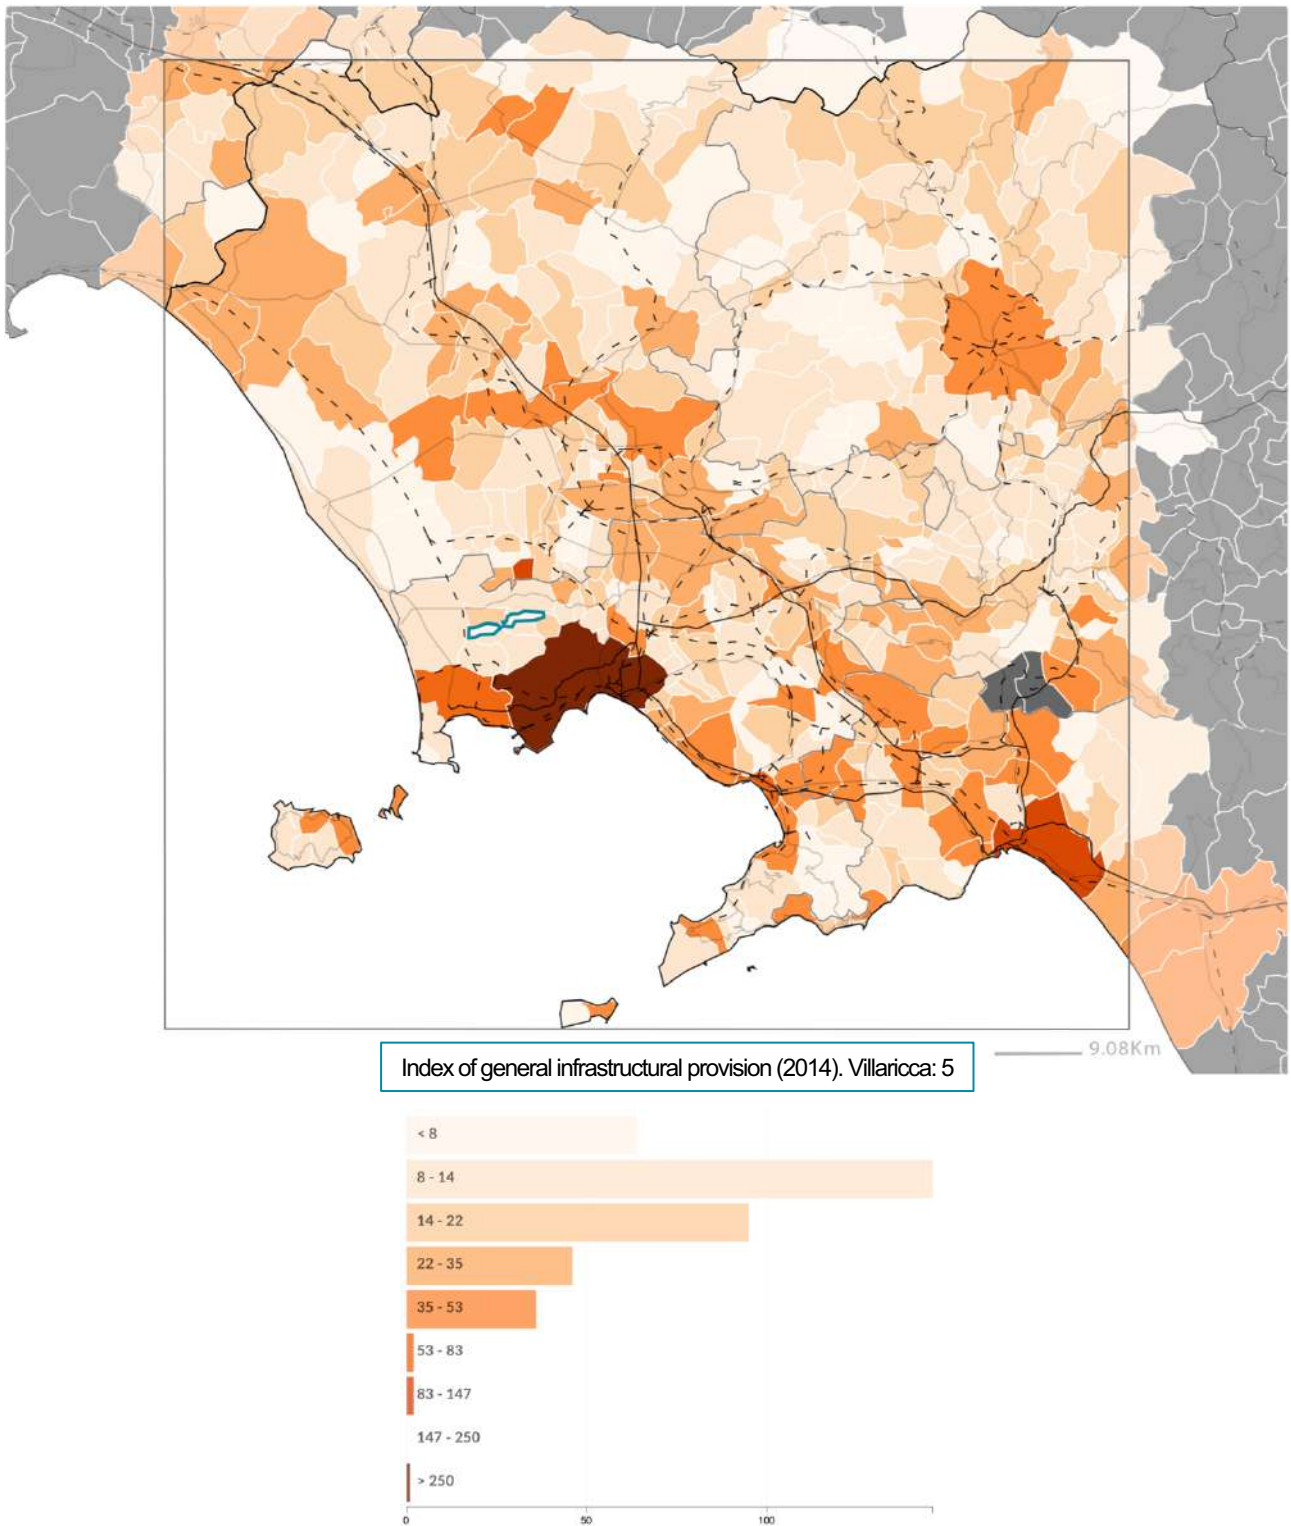 9.08Km
Index of general infrastructural provision (2014). Villaricca: 5
< 8
8 - 14
14 - 22
22 - 35
35 - 53
53 - 83
83 - 147
147 - 250
> 250
0 50 100